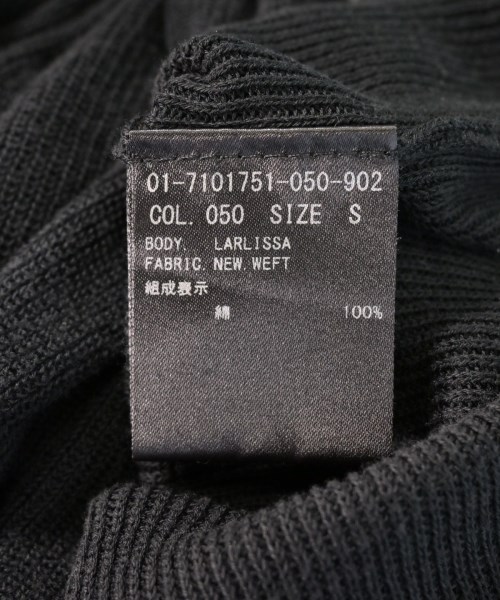 01-7101751-050-902
COL. 050 SIZE S
BODY. LARLISSA
FABRIC. NEW. WEFT
組成表示
綿 100%